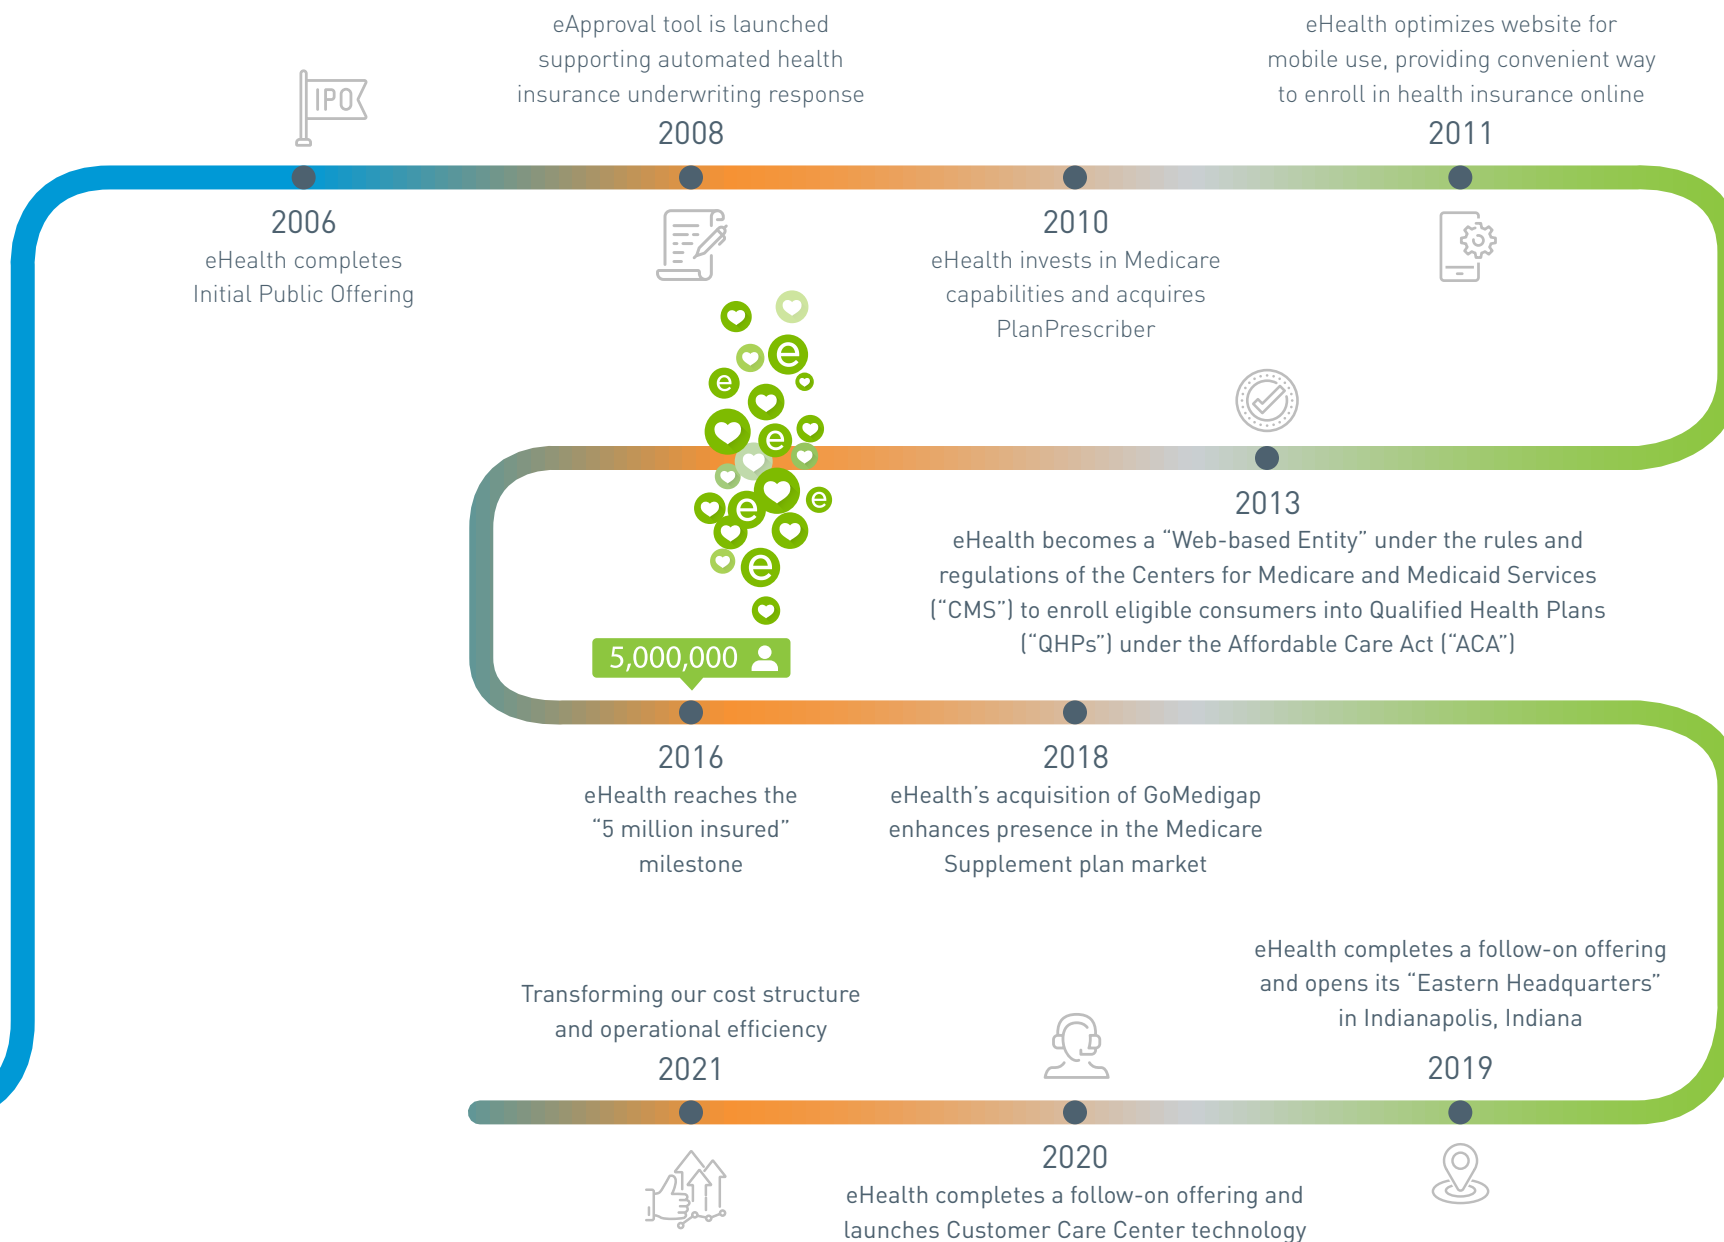 IPO
2006
eHealth completes
Initial Public Offering
eApproval tool is launched
supporting automated health
insurance underwriting response
2008
2010
eHealth invests in Medicare
capabilities and acquires
PlanPrescriber
eHealth optimizes website for
mobile use, providing convenient way
to enroll in health insurance online
2011
2013
eHealth becomes a “Web-based Entity” under the rules and
regulations of the Centers for Medicare and Medicaid Services
(“CMS”) to enroll eligible consumers into Qualified Health Plans
(“QHPs”) under the Affordable Care Act (“ACA”)
e
e
e
e
e
e
5,000,000
2016
eHealth reaches the
“5 million insured”
milestone
2018
eHealth’s acquisition of GoMedigap
enhances presence in the Medicare
Supplement plan market
eHealth completes a follow-on offering
and opens its “Eastern Headquarters”
in Indianapolis, Indiana
2019
2020
eHealth completes a follow-on offering and
launches Customer Care Center technology
Transforming our cost structure
and operational efficiency
2021